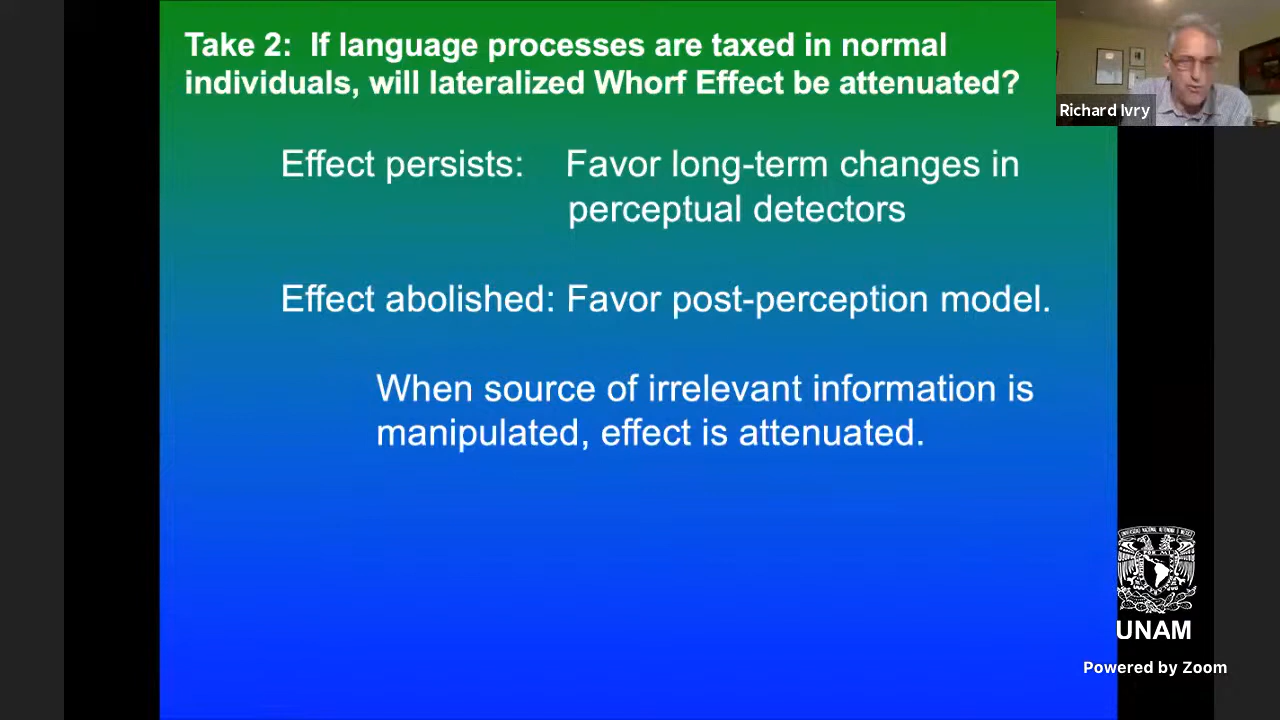 Take 2: If language processes are taxed in normal
individuals, will lateralized Whorf Effect be attenuated?
Richard Ivry
Effect persists: Favor long-term changes in
perceptual detectors
Effect abolished: Favor post-perception model.
When source of irrelevant information is
manipulated, effect is attenuated.
UNAM
Powered by Zoom